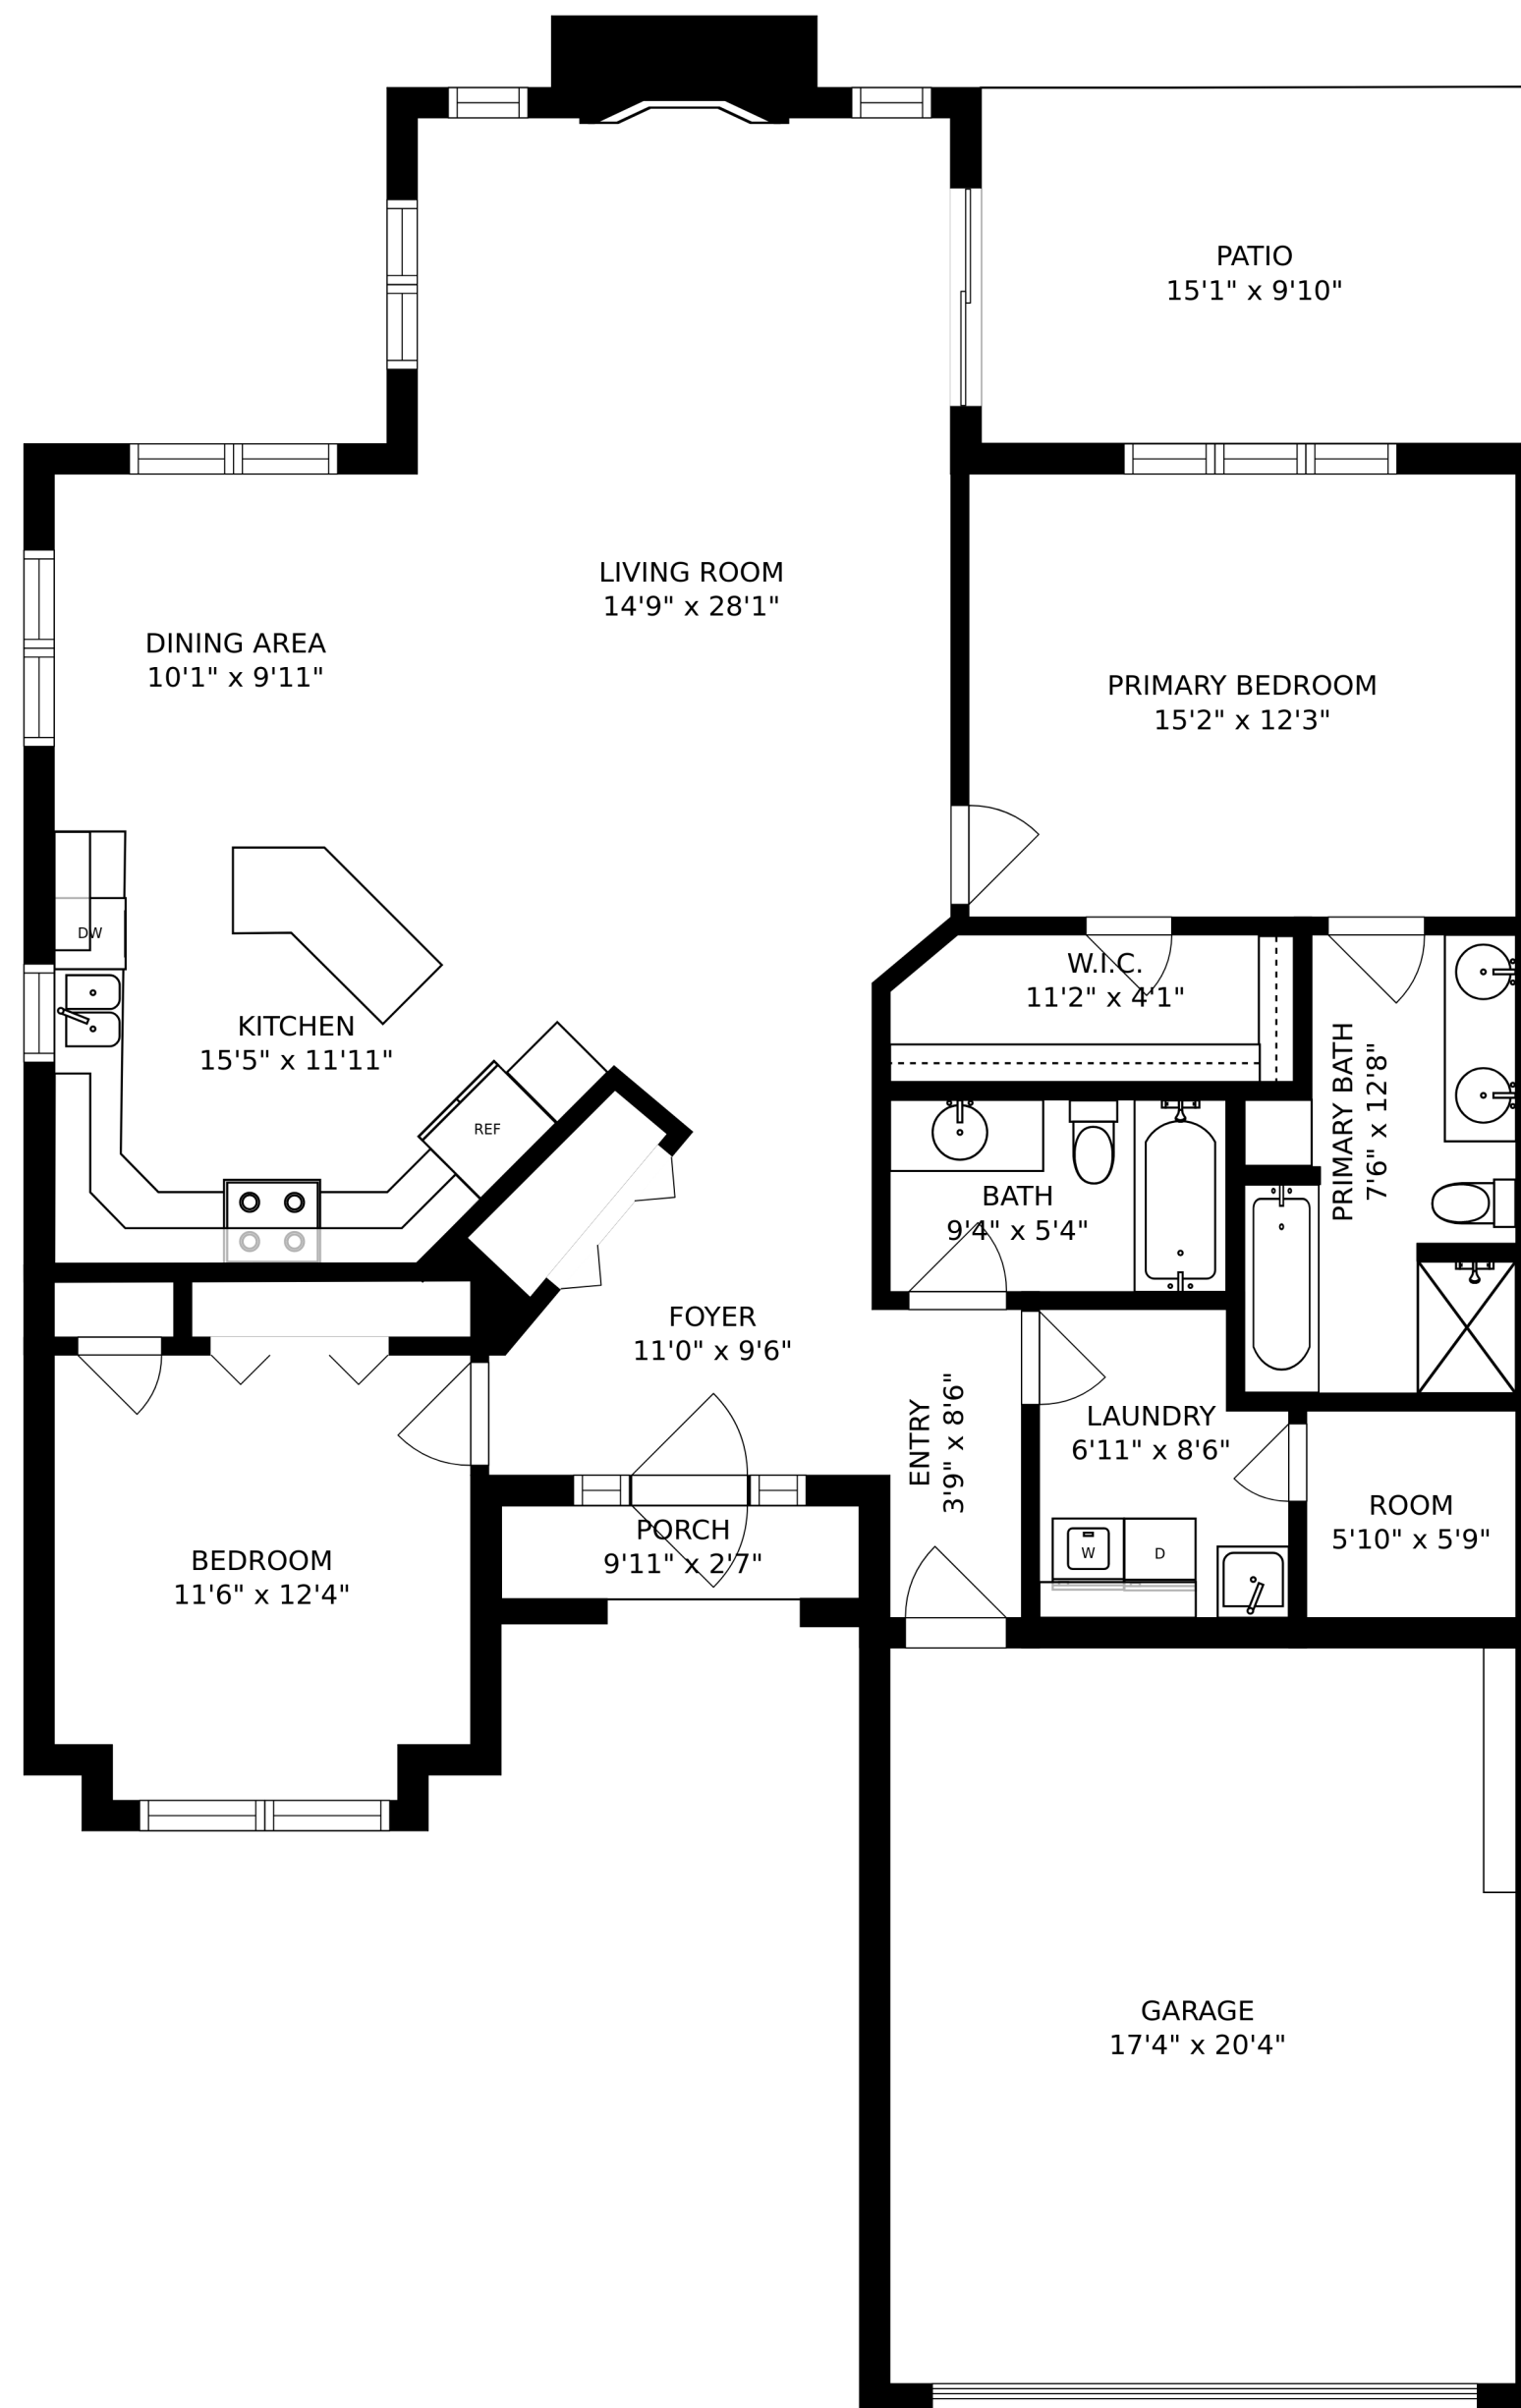 PATIO
15'1" x 9'10"
LIVING ROOM
14'9" x 28'1"
DINING AREA
10'1" x 9'11"
PRIMARY BEDROOM
15'2" x 12'3"
DW
W.I.C.
11'2" x 4'1"
KITCHEN
15'5" x 11'11"
REF
PRIMARY BATH
7'6" x 12'8"
BATH
9'4" x 5'4"
FOYER
11'0" x 9'6"
ENTRY
3'9" x 8'6"
LAUNDRY
6'11" x 8'6"
ROOM
5'10" x 5'9"
PORCH
9'11" x 2'7"
W
D
BEDROOM
11'6" x 12'4"
GARAGE
17'4" x 20'4"